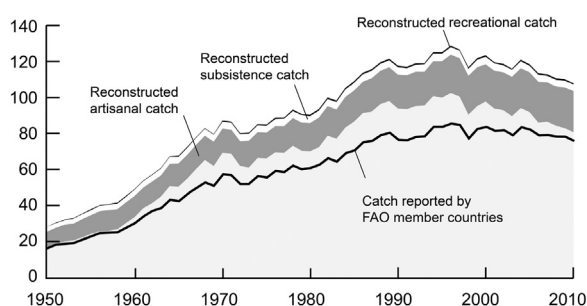 140
120
100
80
60
40
20
0
Reconstructed recreational catch
Reconstructed
subsistence catch
Reconstructed
artisanal catch
Catch reported by
FAO member countries
1950 1960 1970 1980 1990 2000 2010